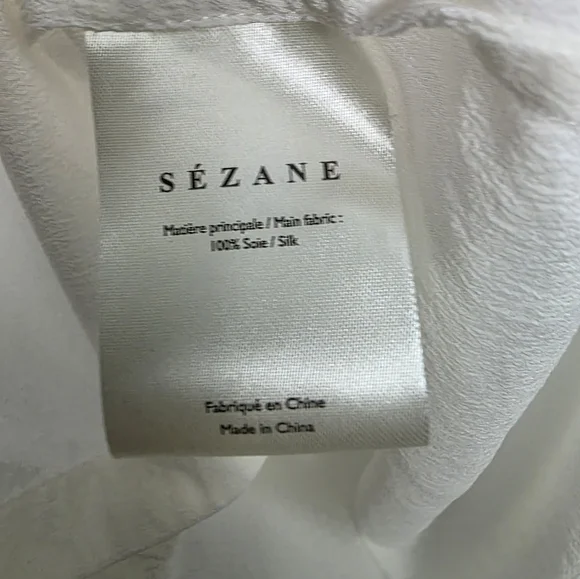 SÉZANE
Matière principale / Main fabric :
100% Soie / Silk
Fabriqué en Chine
Made in China